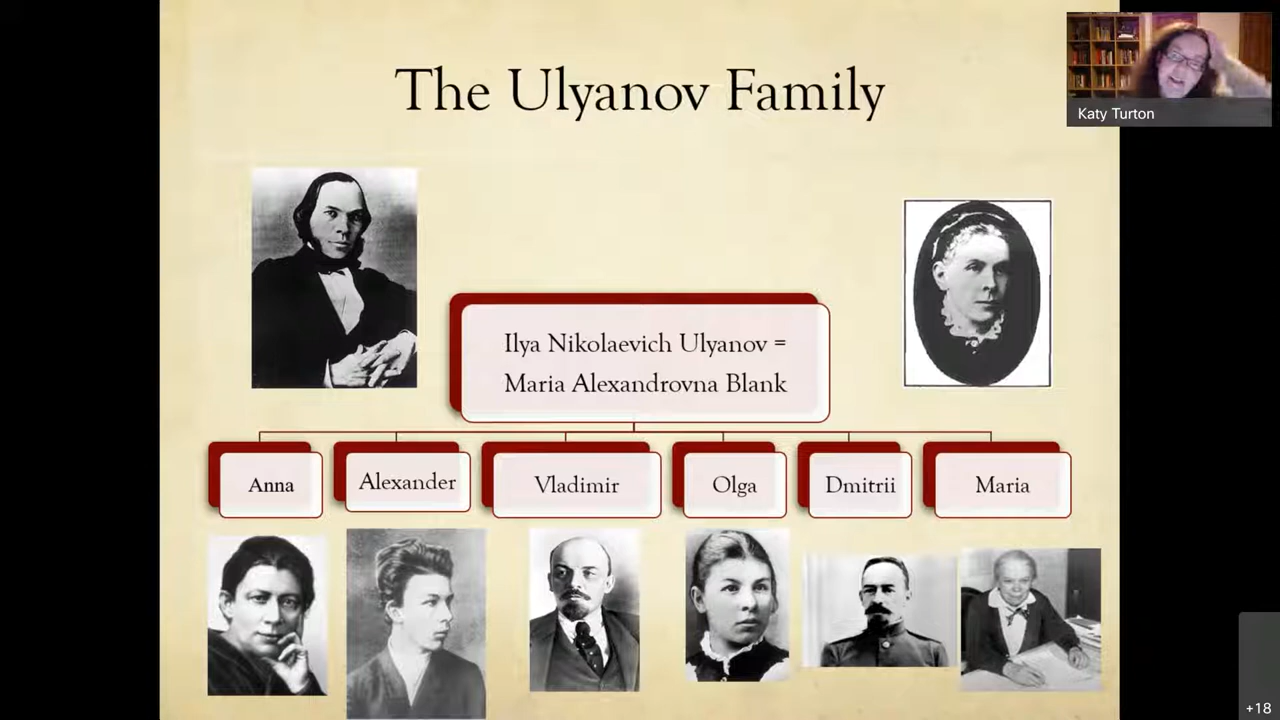 The Ulyanov Family
Katy Turton
Ilya Nikolaevich Ulyanov =
Maria Alexandrovna Blank
Anna
Alexander
Vladimir
Olga
Dmitrii
Maria
+18